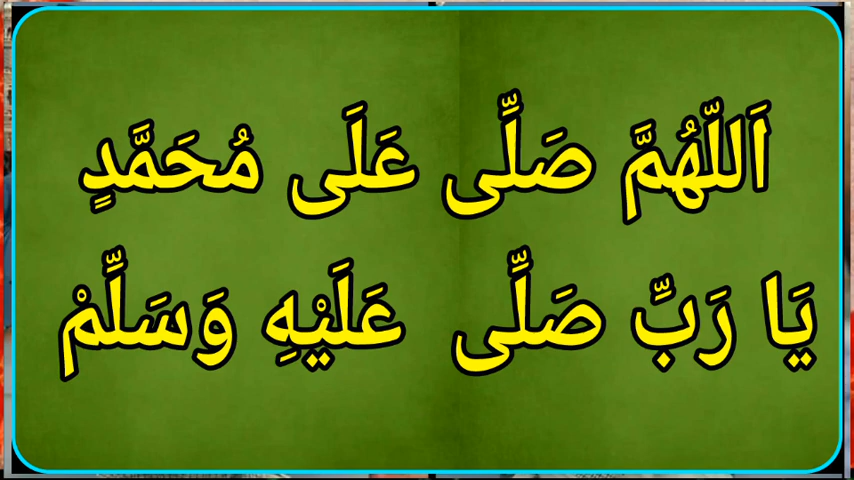 اَللّهُمَّ صَلِّى عَلَى مُحَمَّدٍ
يَا رَبِّ صَلِّى عَلَيْهِ وَسَلِّمْ